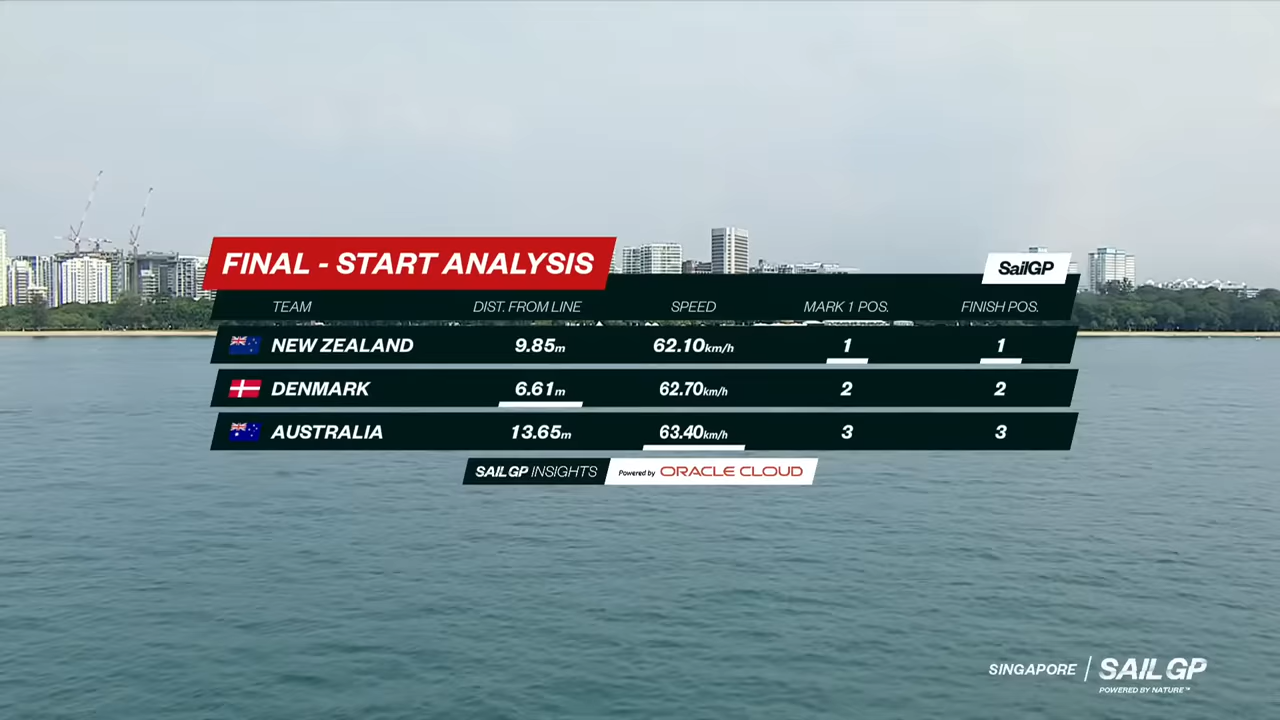 FINAL - START ANALYSIS
SailGP
TEAM DIST. FROM LINE SPEED MARK 1 POS. FINISH POS.
NEW ZEALAND 9.85m 62.10km/h 1 1
DENMARK 6.61m 62.70km/h 2 2
AUSTRALIA 13.65m 63.40km/h 3 3
SAIL GP INSIGHTS Powered by ORACLE CLOUD
SINGAPORE / SAIL GP
POWERED BY NATURE™